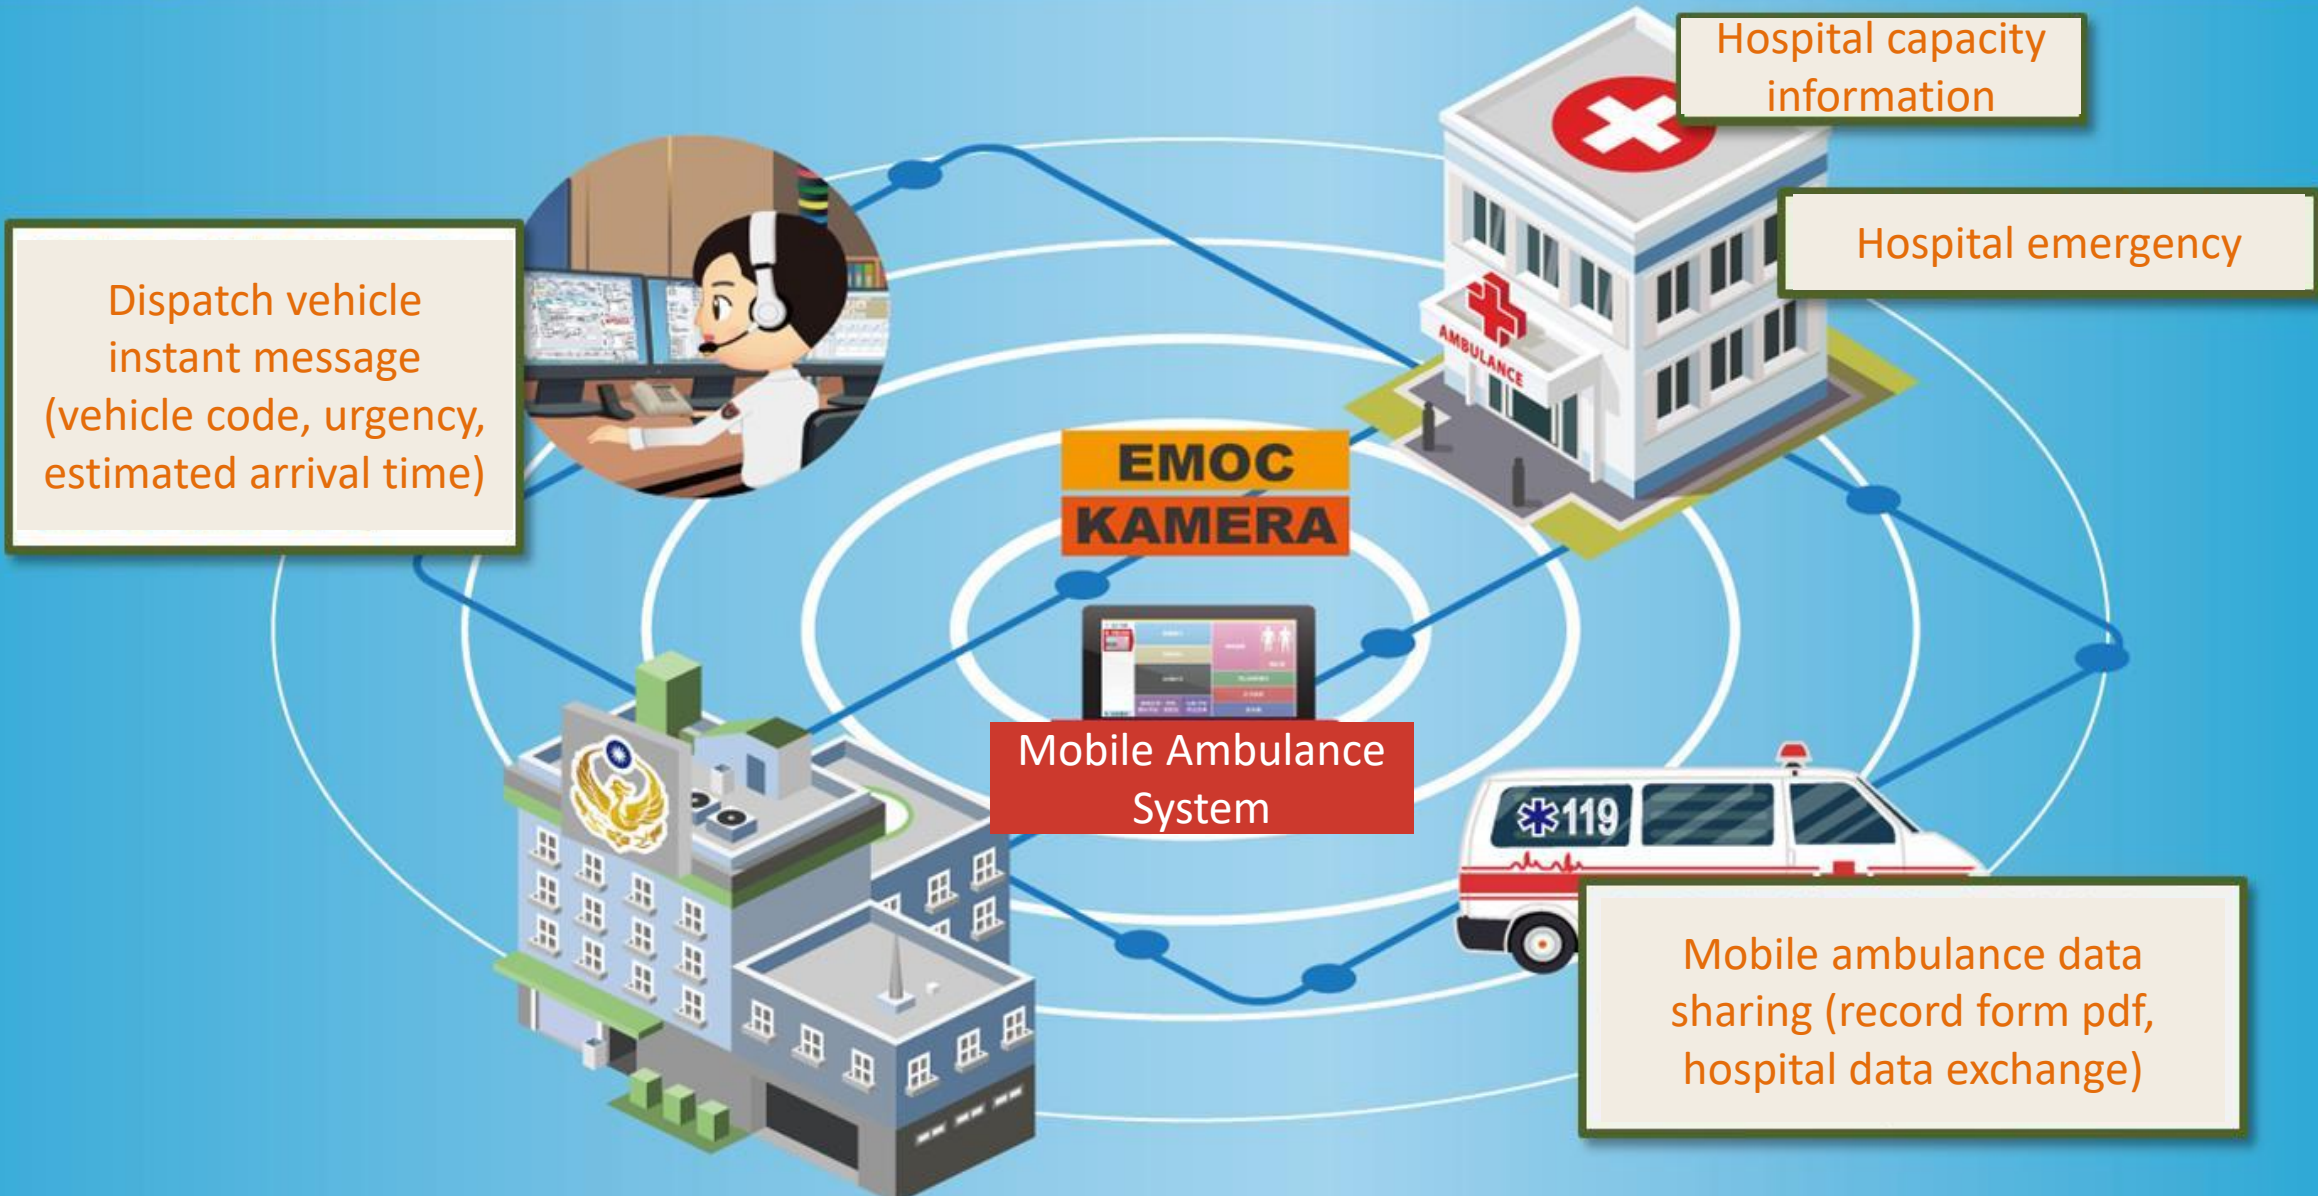 Hospital capacity
information
Hospital emergency
Dispatch vehicle
instant message
(vehicle code, urgency,
estimated arrival time)
AMBULANCE
EMOC
KAMERA
Mobile Ambulance
System
119
Mobile ambulance data
sharing (record form pdf,
hospital data exchange)